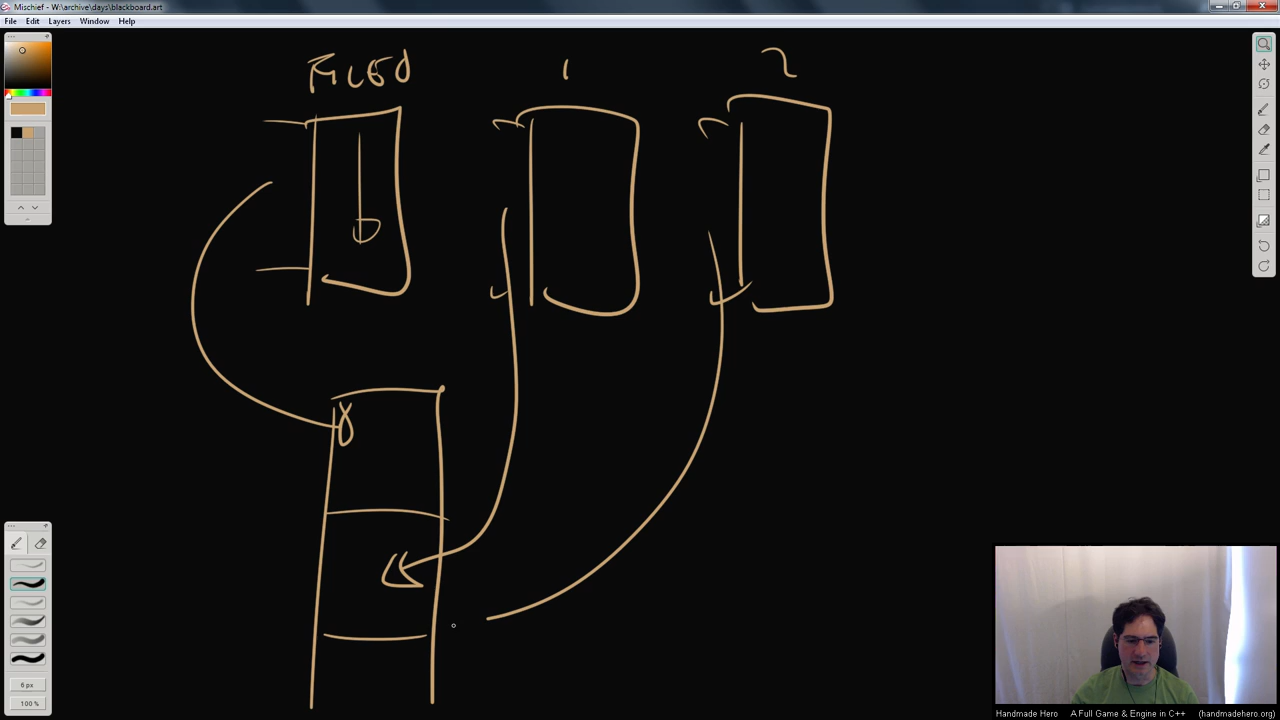 Mischief - W:\archive\days\blackboard.art
File Edit Layers Window Help
1 2
D
6 px
100 %
Handmade Hero A Full Game & Engine in C++ (handmadehero.org)